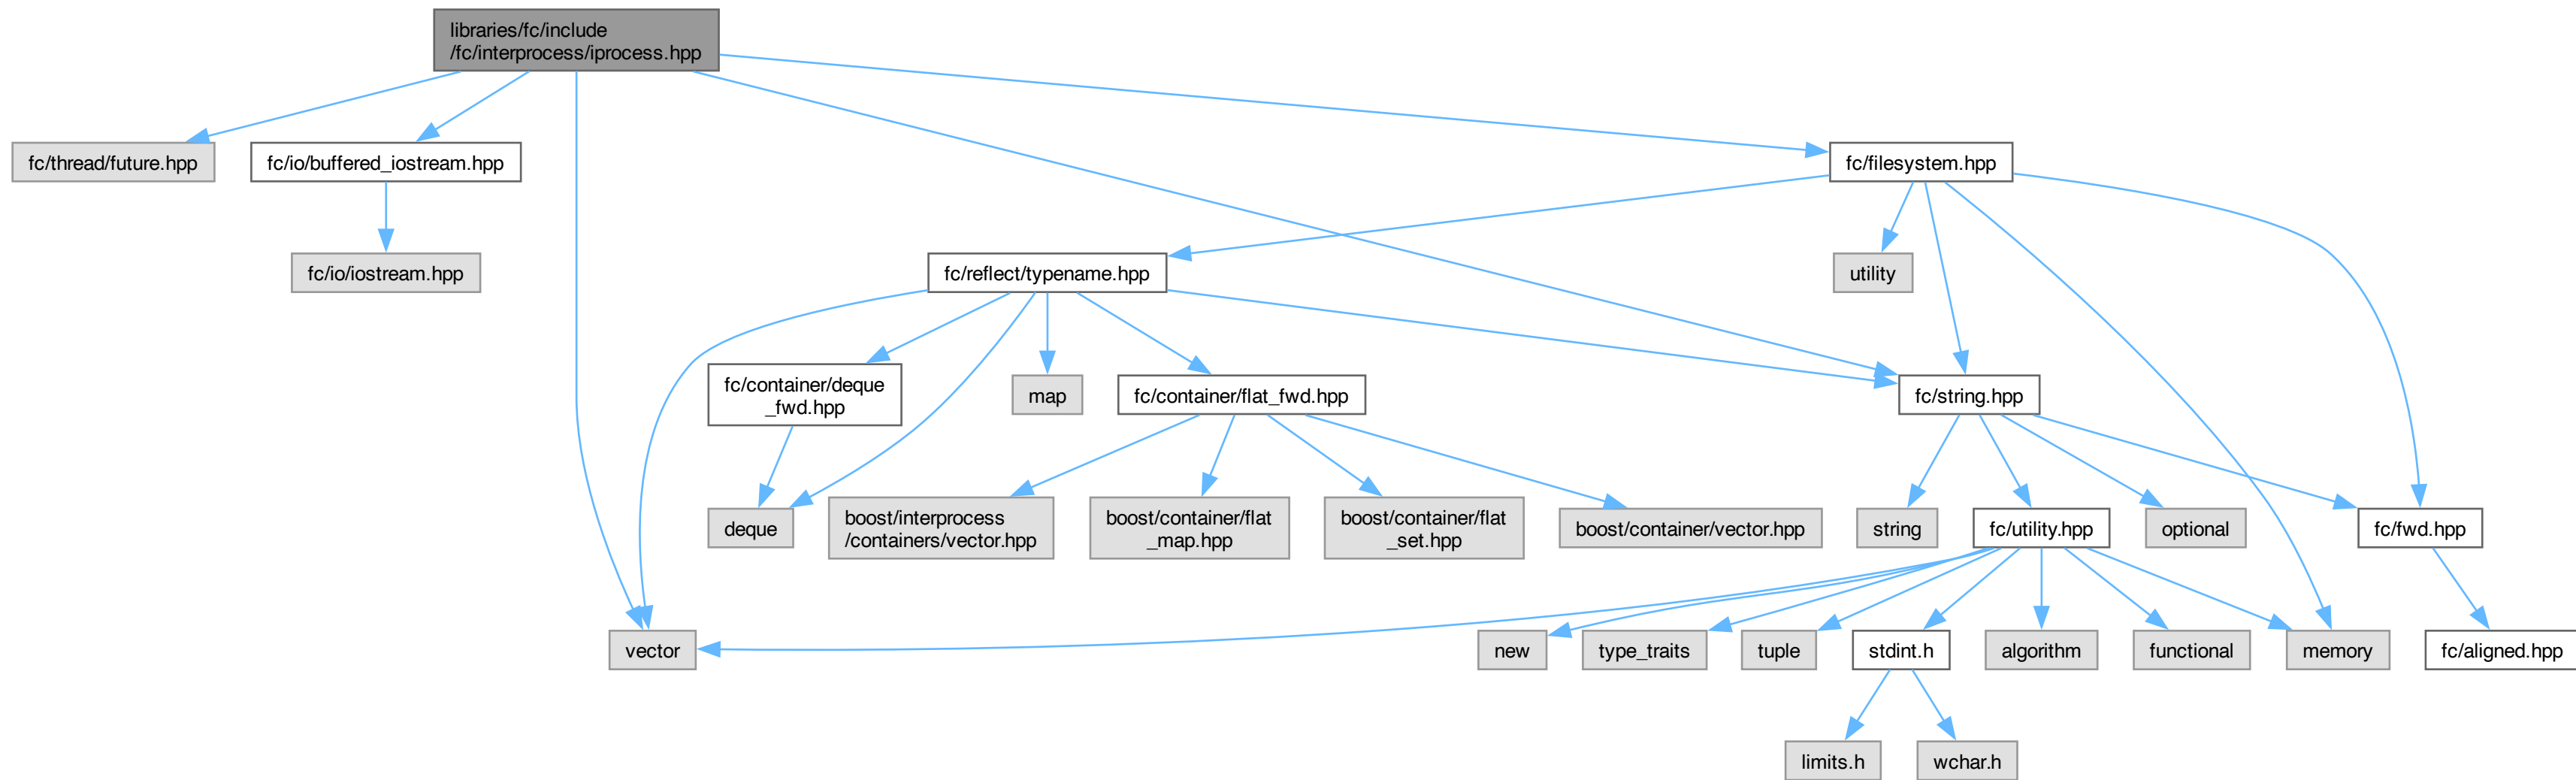 libraries/fc/include
/fc/interprocess/iprocess.hpp
fc/thread/future.hpp
fc/io/buffered_iostream.hpp
fc/filesystem.hpp
fc/io/iostream.hpp
fc/reflect/typename.hpp
utility
fc/container/deque
_fwd.hpp
map
fc/container/flat_fwd.hpp
fc/string.hpp
deque
boost/interprocess
/containers/vector.hpp
boost/container/flat
_map.hpp
boost/container/flat
_set.hpp
boost/container/vector.hpp
string
fc/utility.hpp
optional
fc/fwd.hpp
vector
new
type_traits
tuple
stdint.h
algorithm
functional
memory
fc/aligned.hpp
limits.h
wchar.h